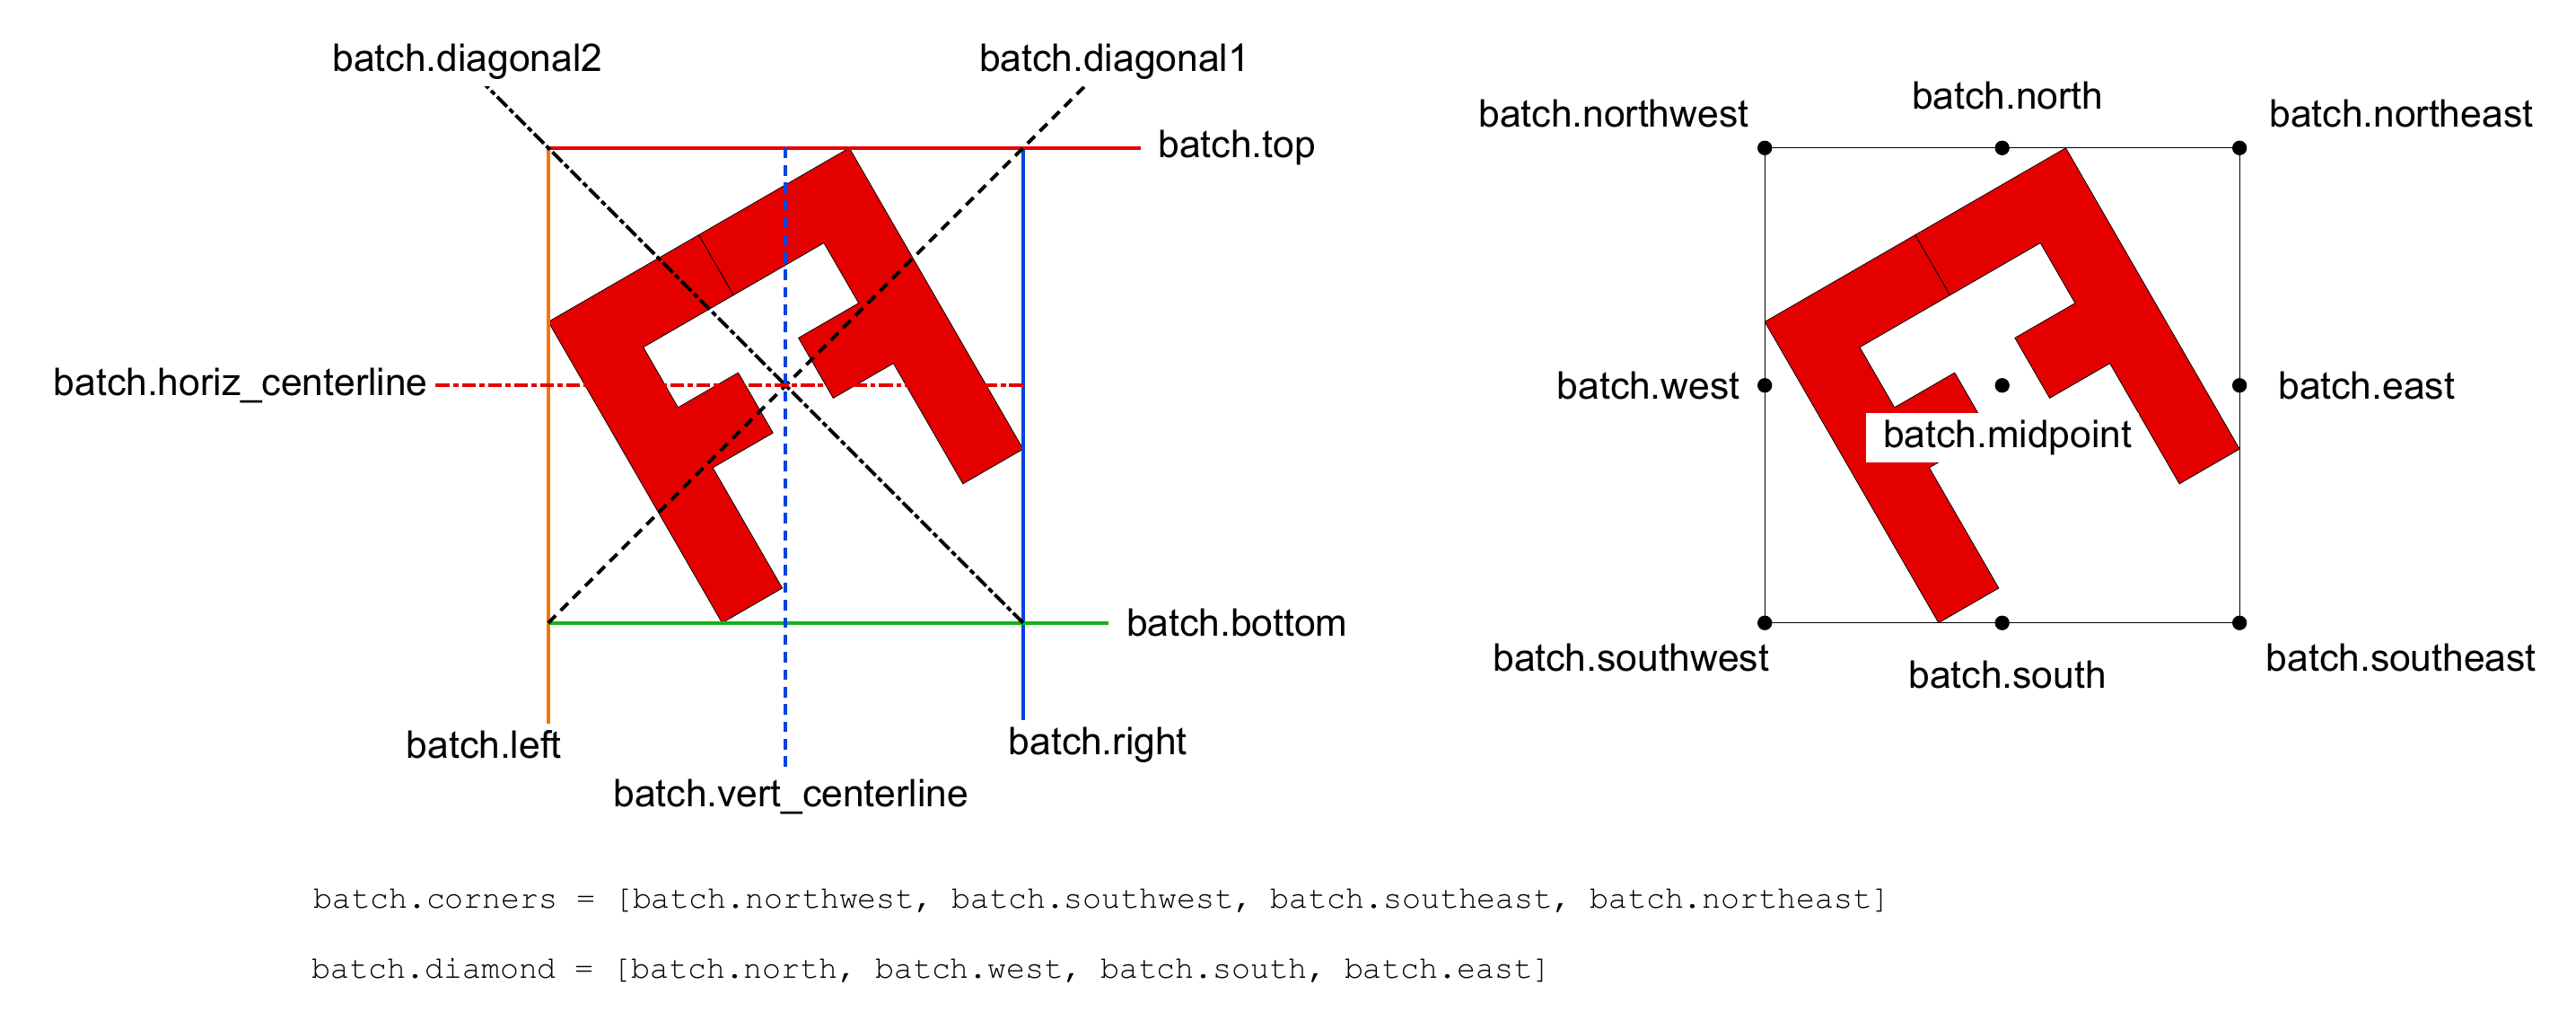 batch.diagonal2
batch.diagonal1
batch.top
batch.horiz_centerline
batch.bottom
batch.left
batch.right
batch.vert_centerline
batch.northwest
batch.north
batch.northeast
batch.west
batch.east
batch.midpoint
batch.southwest
batch.south
batch.southeast
batch.corners = [batch.northwest, batch.southwest, batch.southeast, batch.northeast]
batch.diamond = [batch.north, batch.west, batch.south, batch.east]